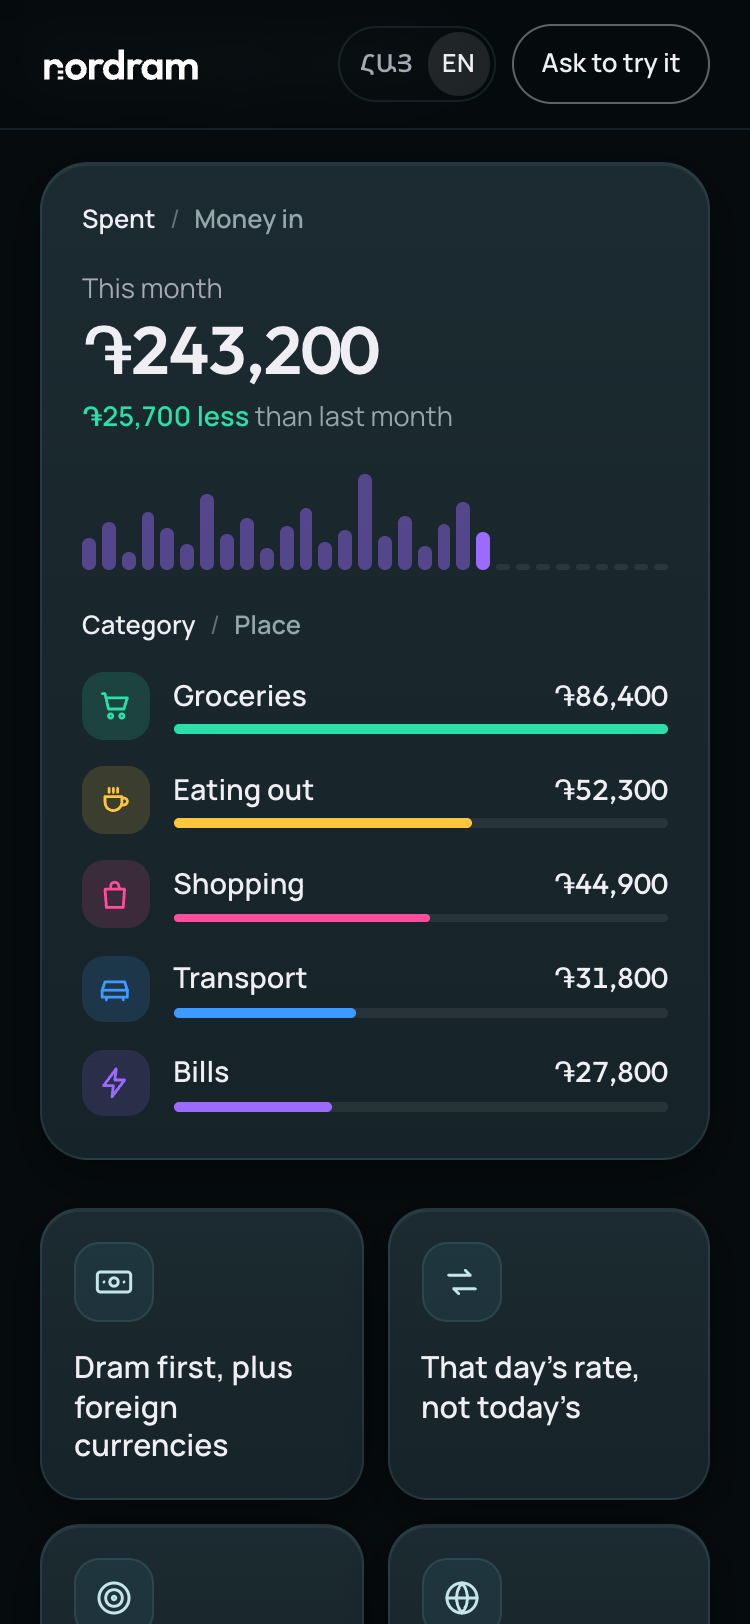 nordram
ՀԱՅ EN
Ask to try it
Spent / Money in
This month
֏243,200
֏25,700 less than last month
Category / Place
Groceries ֏86,400
Eating out ֏52,300
Shopping ֏44,900
Transport ֏31,800
Bills ֏27,800
Dram first, plus
foreign
currencies
That day’s rate,
not today’s